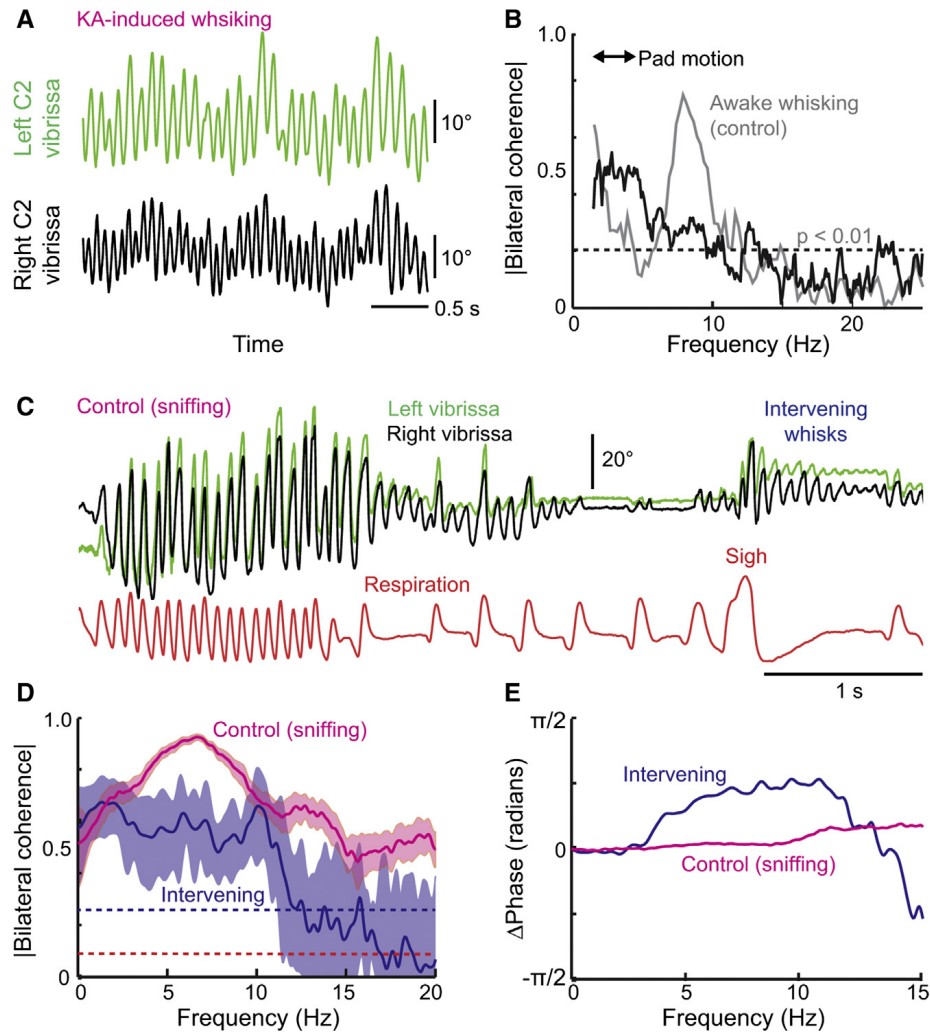 A
KA-induced whsiking
Left C2
vibrissa
10°
Right C2
vibrissa
10°
0.5 s
Time
B
1.0
0.5
0
|Bilateral coherence|
Pad motion
Awake whisking
(control)
p < 0.01
0
10
20
Frequency (Hz)
C
Control (sniffing)
Left vibrissa
Right vibrissa
20°
Intervening
whisks
Respiration
Sigh
1 s
D
1.0
0.5
0
|Bilateral coherence|
Control (sniffing)
Intervening
0
5
10
15
20
Frequency (Hz)
E
π/2
0
-π/2
ΔPhase (radians)
Intervening
Control (sniffing)
0
5
10
15
Frequency (Hz)